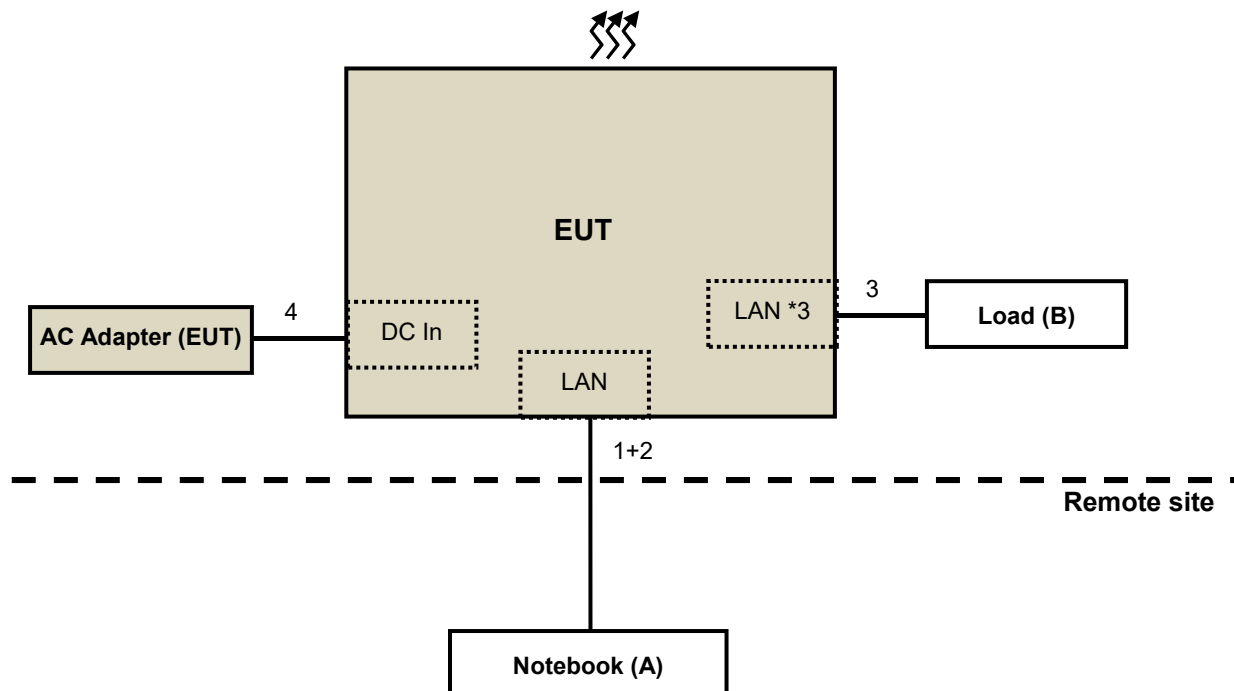 EUT
LAN *3
3
Load (B)
4
AC Adapter (EUT)
DC In
LAN
1+2
Remote site
Notebook (A)